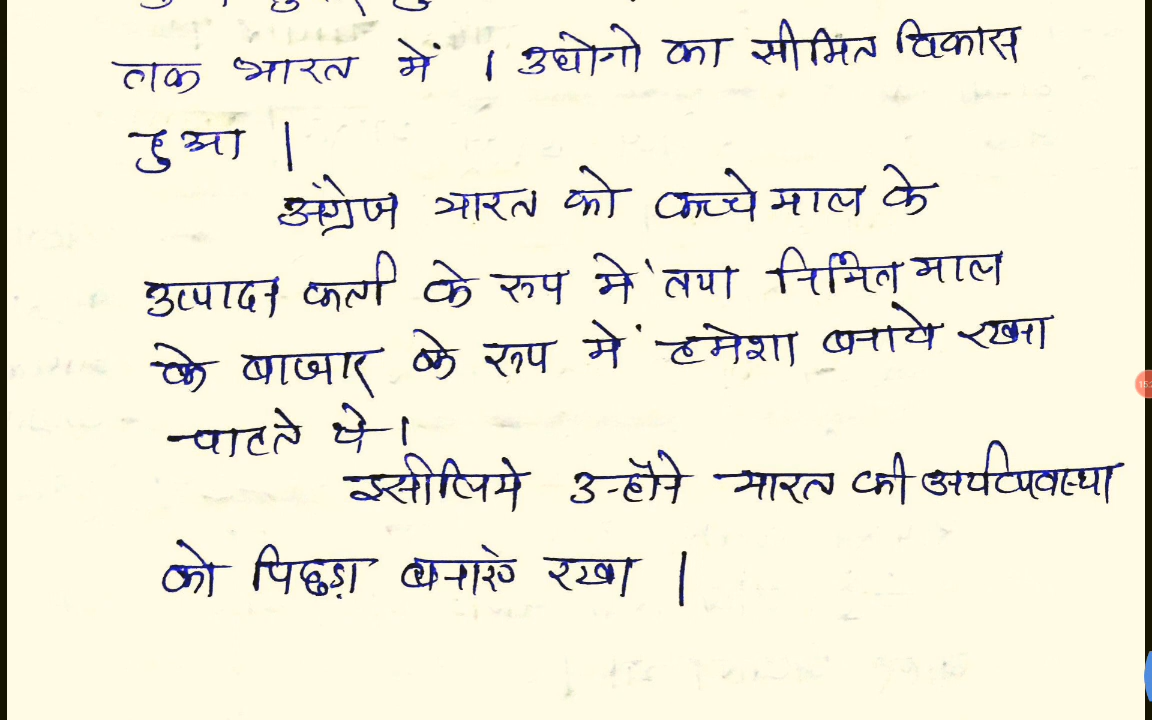 तक भारत में । उधोगो का सीमित विकास
हुआ |
अंग्रेज भारत को कच्चे माल के
उत्पादन कर्ता के रूप में तथा निर्मित माल
के बाजार के रूप में हमेशा बनाये रखना
चाहते थे।
इसीलिये उन्होंने भारत की अर्थव्यवस्था
को पिछड़ा बनाऐ रखा |